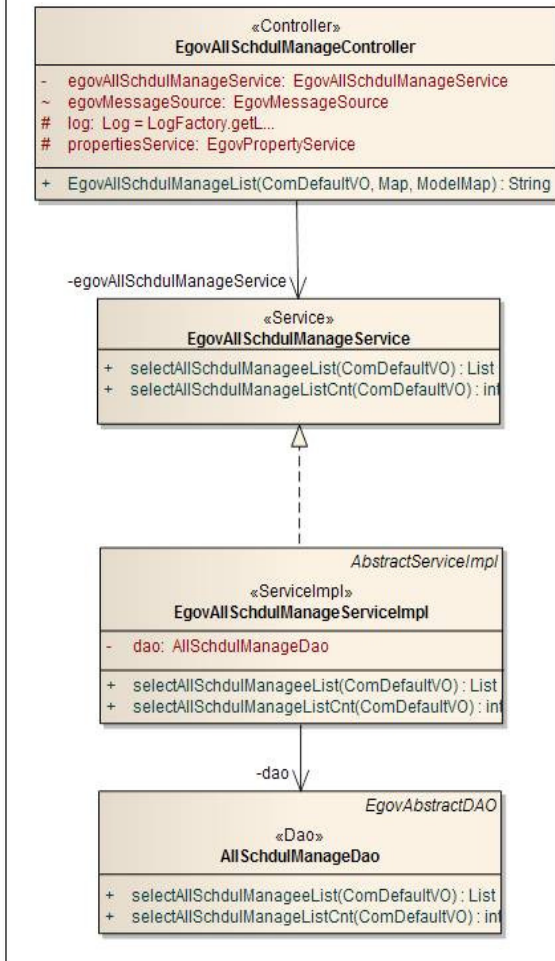 «Controller»
EgovAllSchdulManageController
- egovAllSchdulManageService: EgovAllSchdulManageService
~ egovMessageSource: EgovMessageSource
# log: Log = LogFactory.getL...
# propertiesService: EgovPropertyService
+ EgovAllSchdulManageList(ComDefaultVO, Map, ModelMap) : String
-egovAllSchdulManageService
«Service»
EgovAllSchdulManageService
+ selectAllSchdulManageeList(ComDefaultVO) : List
+ selectAllSchdulManageListCnt(ComDefaultVO) : int
AbstractServiceImpl
«ServiceImpl»
EgovAllSchdulManageServiceImpl
- dao: AllSchdulManageDao
+ selectAllSchdulManageeList(ComDefaultVO) : List
+ selectAllSchdulManageListCnt(ComDefaultVO) : int
-dao
EgovAbstractDAO
«Dao»
AllSchdulManageDao
+ selectAllSchdulManageeList(ComDefaultVO) : List
+ selectAllSchdulManageListCnt(ComDefaultVO) : int